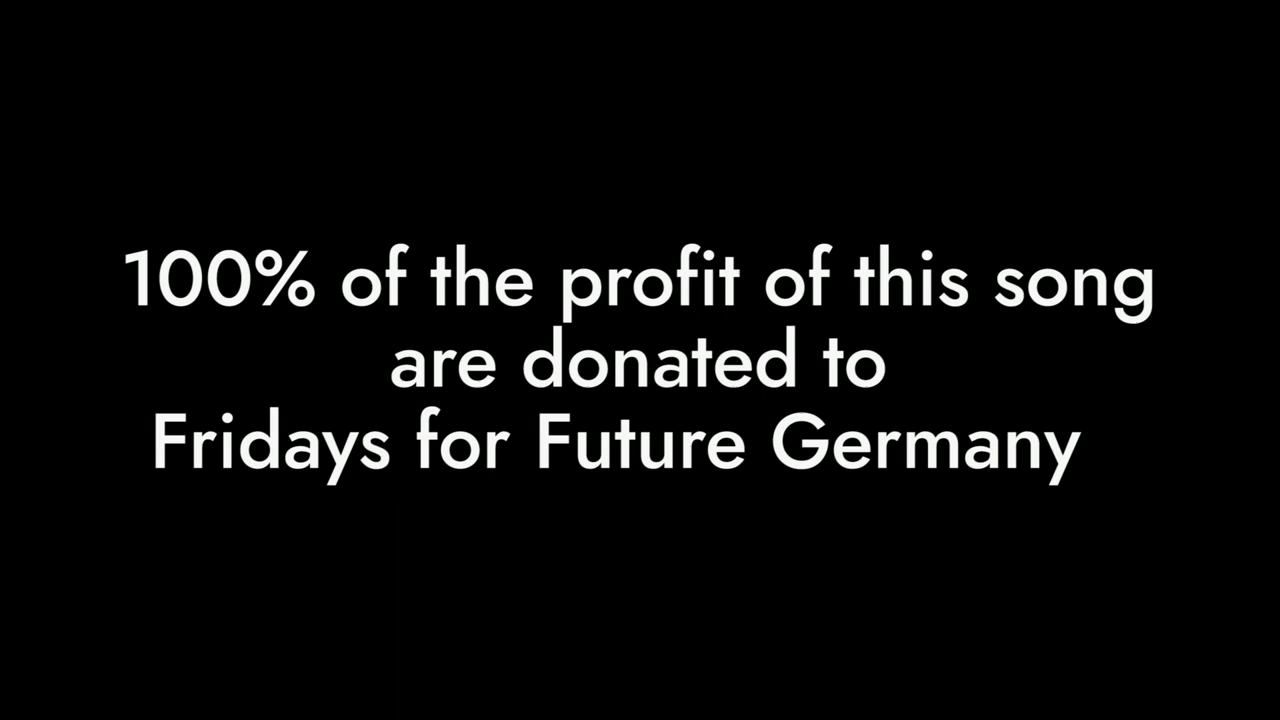 100% of the profit of this song
are donated to
Fridays for Future Germany